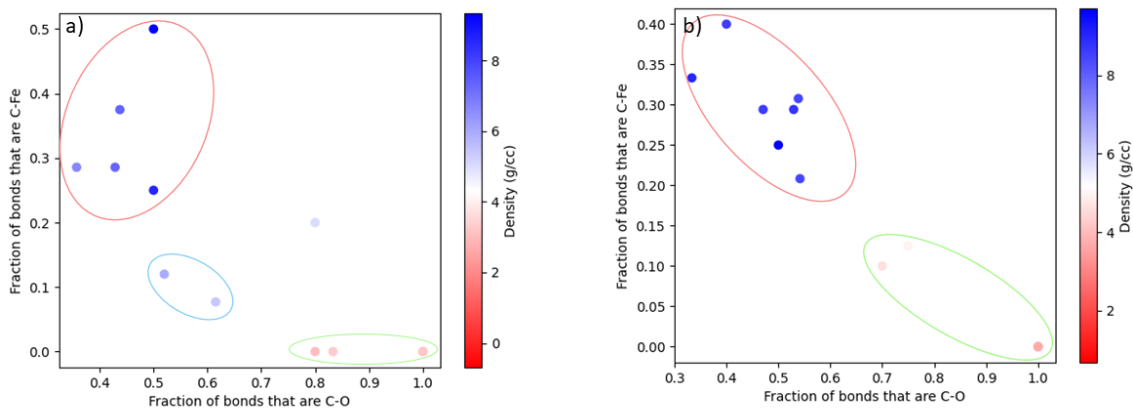 a)
0.5
0.4
0.3
0.2
0.1
0.0
Fraction of bonds that are C-Fe
0.4 0.5 0.6 0.7 0.8 0.9 1.0
Fraction of bonds that are C-O
8
6
4
2
0
Density (g/cc)
b)
0.40
0.35
0.30
0.25
0.20
0.15
0.10
0.05
0.00
Fraction of bonds that are C-Fe
0.3 0.4 0.5 0.6 0.7 0.8 0.9 1.0
Fraction of bonds that are C-O
8
6
4
2
Density (g/cc)